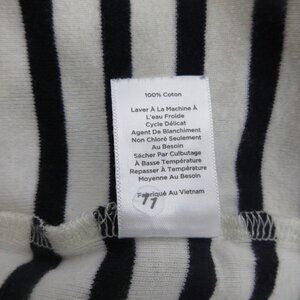 100% Coton
Laver À La Machine À
L'eau Froide
Cycle Délicat
Agent De Blanchiment
Non Chloré Seulement
Au Besoin
Sécher Par Culbutage
À Basse Température
Repasser À Température
Moyenne Au Besoin
Fabriqué Au Vietnam
11